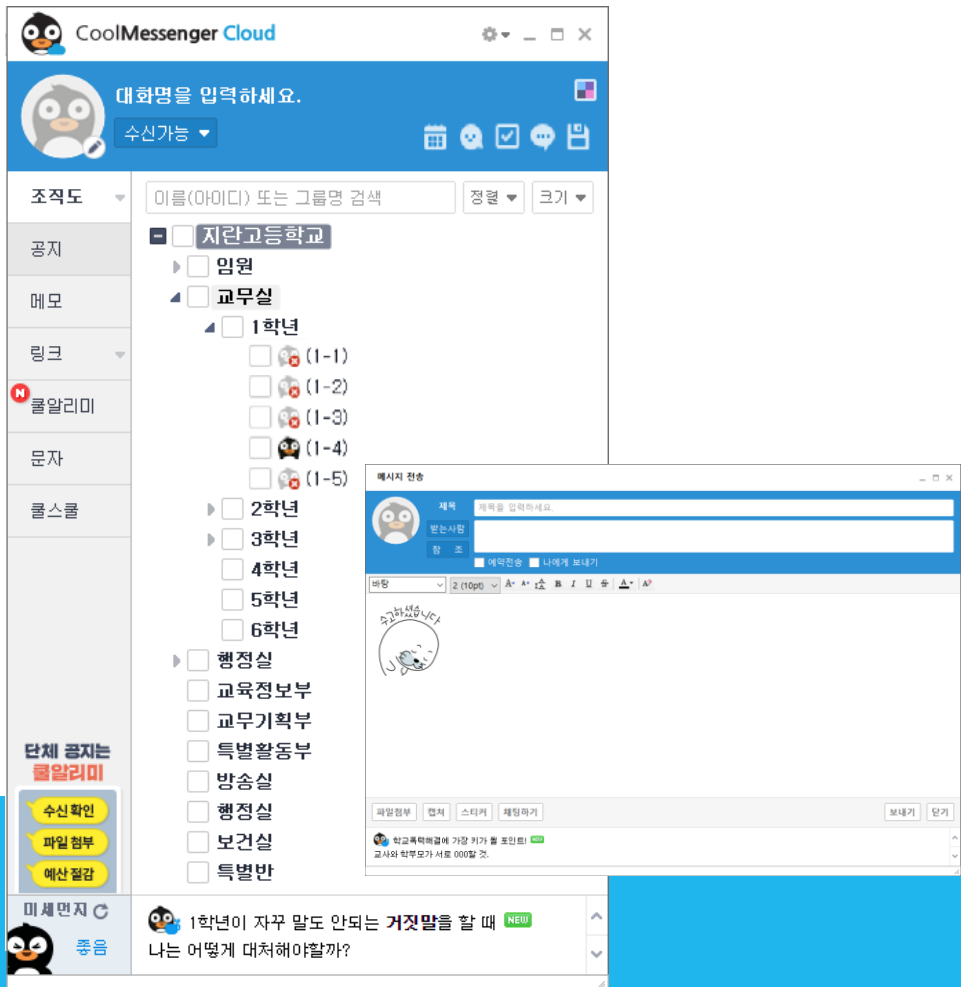 CoolMessenger Cloud
대화명을 입력하세요.
수신가능
조직도
이름(아이디) 또는 그룹명 검색
정렬
크기
공지
메모
링크
N
쿨알리미
문자
쿨스쿨
지란고등학교
임원
교무실
1학년
(1-1)
(1-2)
(1-3)
(1-4)
(1-5)
2학년
3학년
4학년
5학년
6학년
행정실
교육정보부
교무기획부
특별활동부
방송실
행정실
보건실
특별반
단체 공지는
쿨알리미
수신 확인
파일 첨부
예산 절감
미세먼지
좋음
1학년이 자꾸 말도 안되는 거짓말을 할 때 NEW
나는 어떻게 대처해야할까?
메시지 전송
제목
제목을 입력하세요.
받는사람
참 조
예약전송
나에게 보내기
바탕
2 (10pt)
수고하셨습니다
파일첨부
캡쳐
스티커
채팅하기
보내기
닫기
학교폭력해결에 가장 키가 될 포인트! NEW
교사와 학부모가 서로 000할 것.